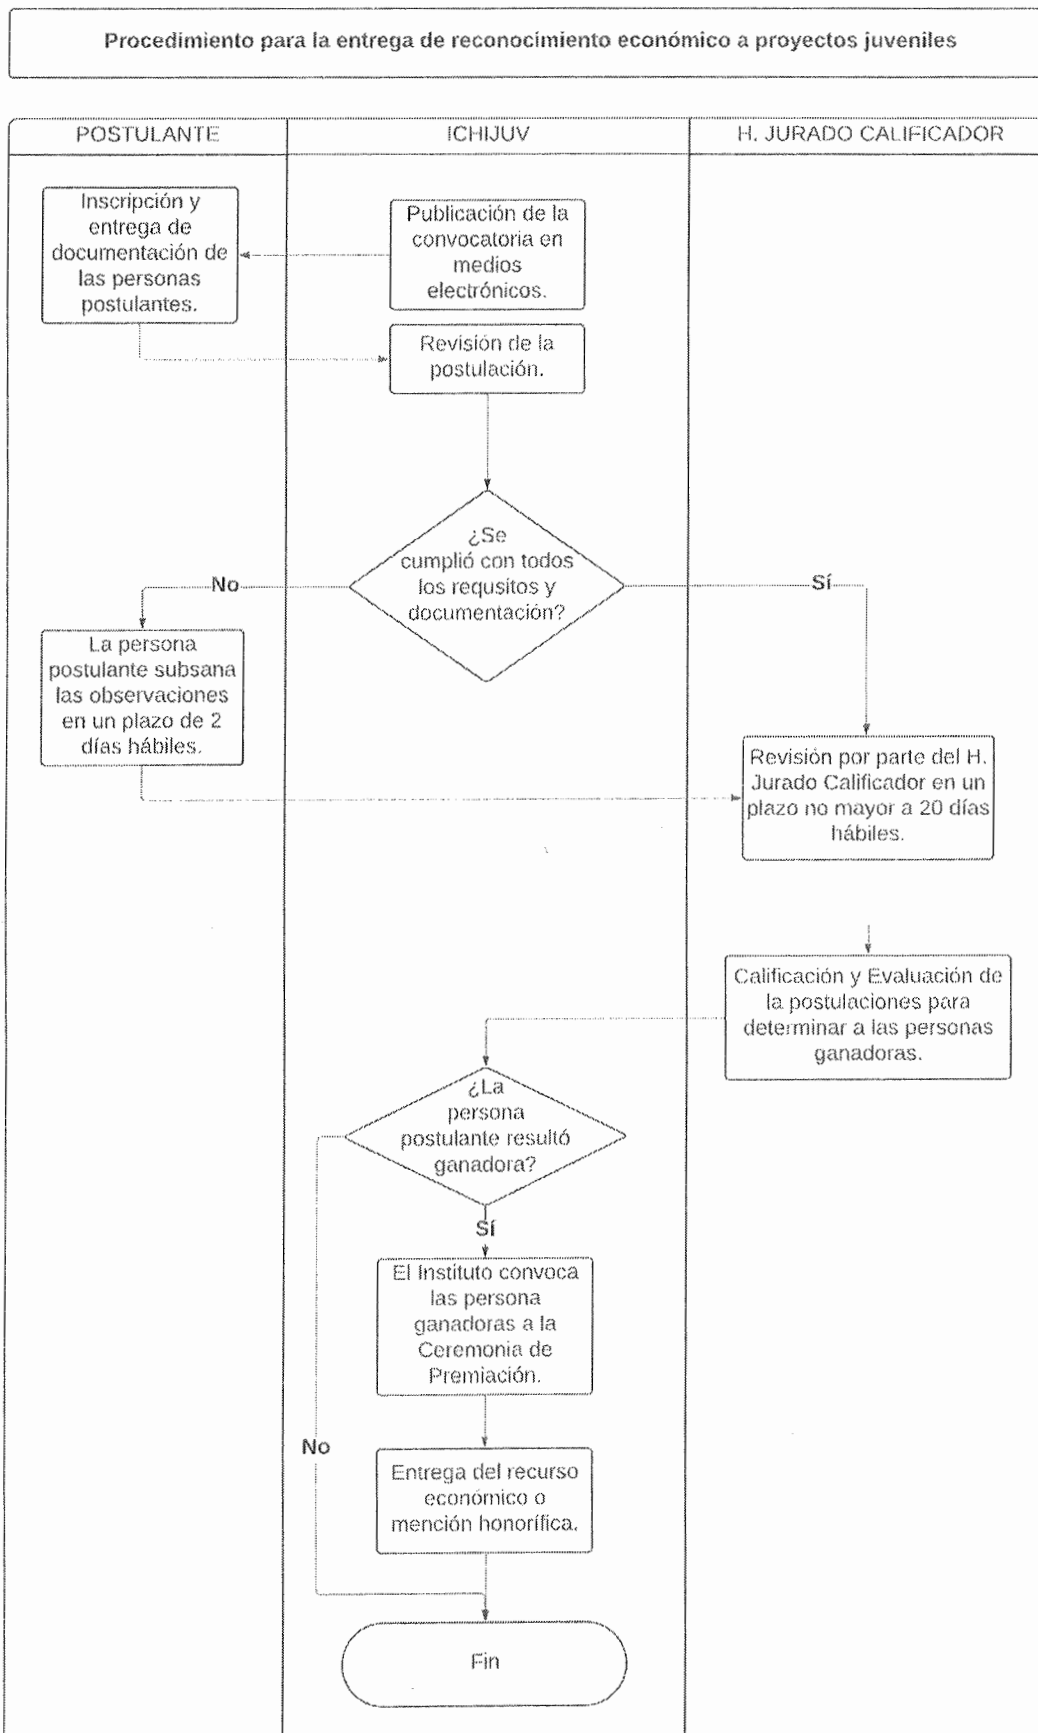 Procedimiento para la entrega de reconocimiento económico a proyectos juveniles
POSTULANTE
ICHIJUV
H. JURADO CALIFICADOR
Inscripción y
entrega de
documentación de
las personas
postulantes.
Publicación de la
convocatoria en
medios
electrónicos.
Revisión de la
postulación.
¿Se
cumplió con todos
los requsitos y
documentación?
No
Sí
La persona
postulante subsana
las observaciones
en un plazo de 2
días hábiles.
Revisión por parte del H.
Jurado Calificador en un
plazo no mayor a 20 días
hábiles.
Calificación y Evaluación de
la postulaciones para
determinar a las personas
ganadoras.
¿La
persona
postulante resultó
ganadora?
Sí
El Instituto convoca
las persona
ganadoras a la
Ceremonia de
Premiación.
No
Entrega del recurso
económico o
mención honorífica.
Fin